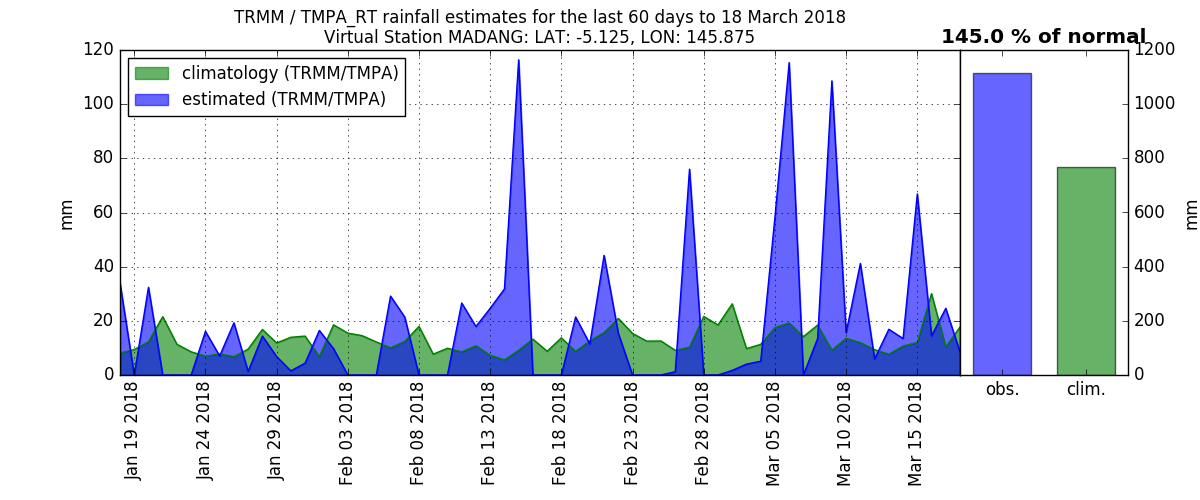 TRMM / TMPA_RT rainfall estimates for the last 60 days to 18 March 2018
Virtual Station MADANG: LAT: -5.125, LON: 145.875
145.0 % of normal
climatology (TRMM/TMPA)
estimated (TRMM/TMPA)
120
100
80
60
40
20
0
mm
1200
1000
800
600
400
200
0
mm
Jan 19 2018
Jan 24 2018
Jan 29 2018
Feb 03 2018
Feb 08 2018
Feb 13 2018
Feb 18 2018
Feb 23 2018
Feb 28 2018
Mar 05 2018
Mar 10 2018
Mar 15 2018
obs.
clim.